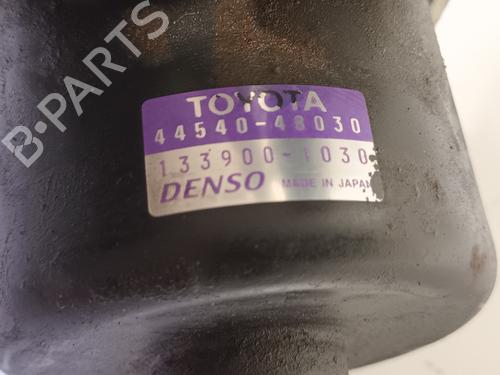 TOYOTA
44540-48030
133900-1030
DENSO MADE IN JAPAN
B-PARTS